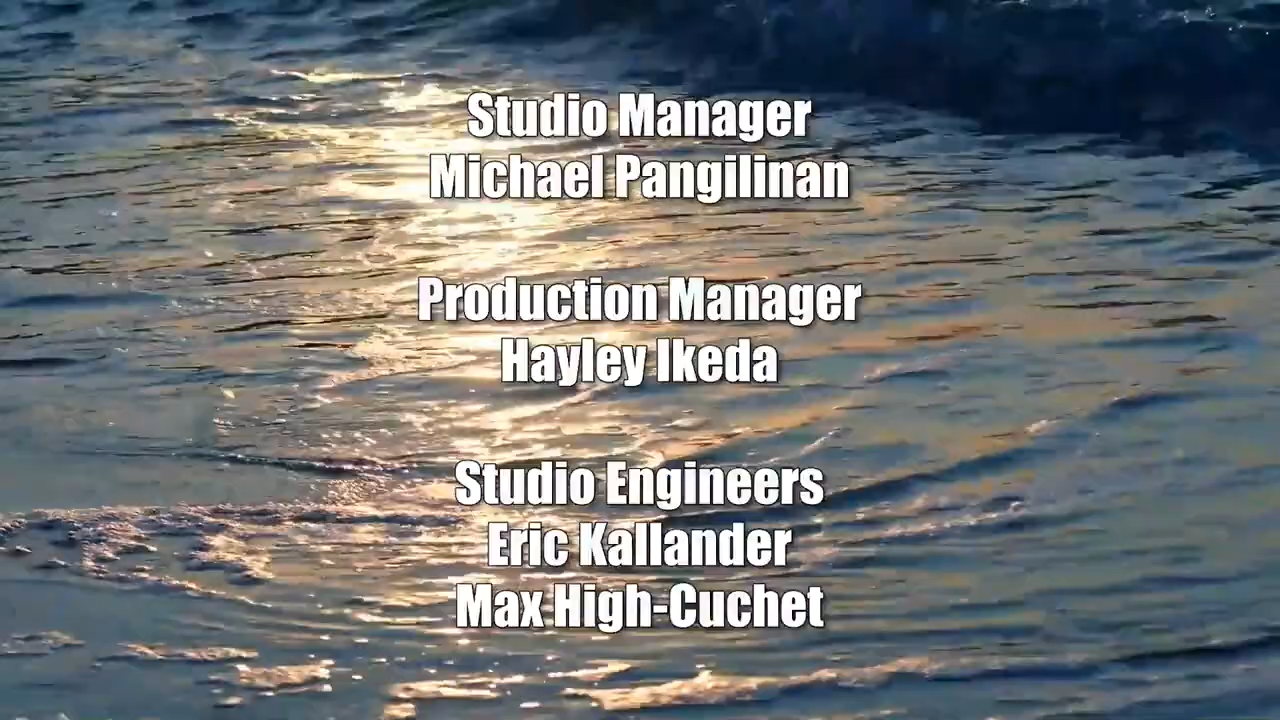 Studio Manager
Michael Pangilinan
Production Manager
Hayley Ikeda
Studio Engineers
Eric Kallander
Max High-Cuchet